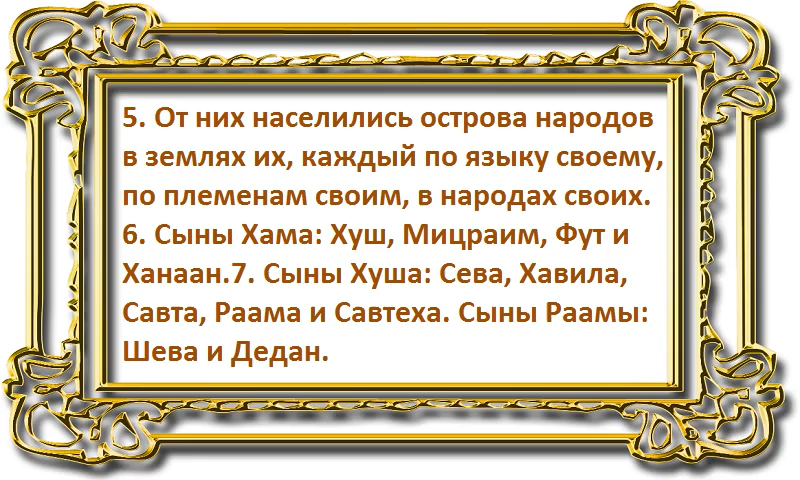 5. От них населились острова народов
в землях их, каждый по языку своему,
по племенам своим, в народах своих.
6. Сыны Хама: Хуш, Мицраим, Фут и
Ханаан.7. Сыны Хуша: Сева, Хавила,
Савта, Раама и Савтеха. Сыны Раамы:
Шева и Дедан.